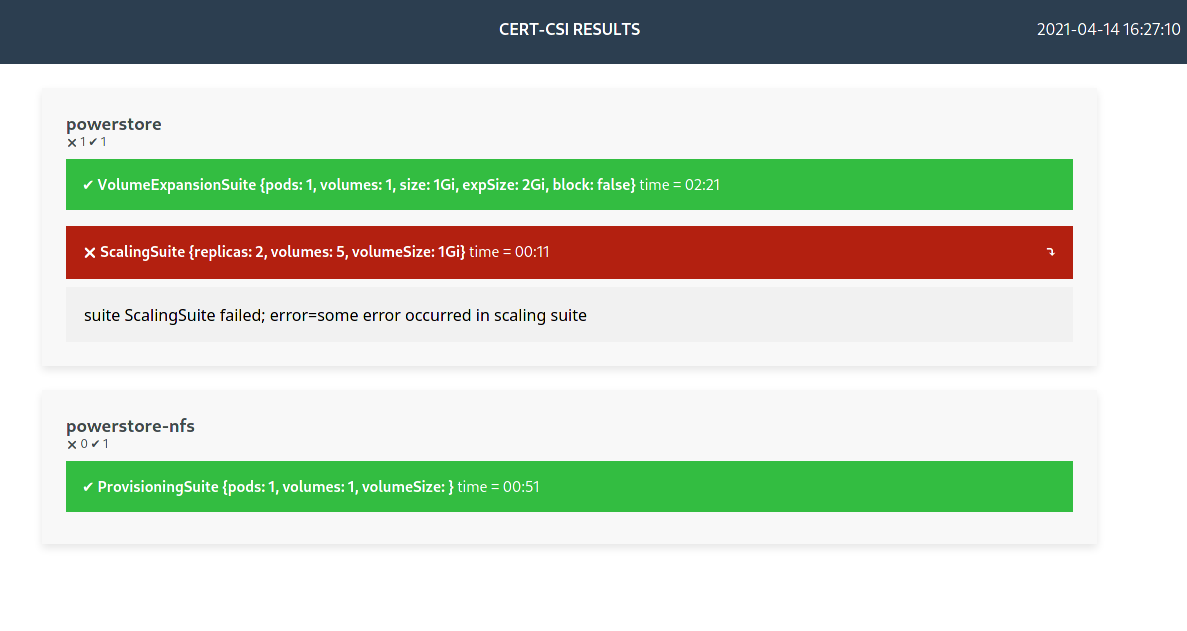 CERT-CSI RESULTS
2021-04-14 16:27:10
powerstore
✕ 1 ✔ 1
✔ VolumeExpansionSuite {pods: 1, volumes: 1, size: 1Gi, expSize: 2Gi, block: false} time = 02:21
✕ ScalingSuite {replicas: 2, volumes: 5, volumeSize: 1Gi} time = 00:11
suite ScalingSuite failed; error=some error occurred in scaling suite
powerstore-nfs
✕ 0 ✔ 1
✔ ProvisioningSuite {pods: 1, volumes: 1, volumeSize: } time = 00:51